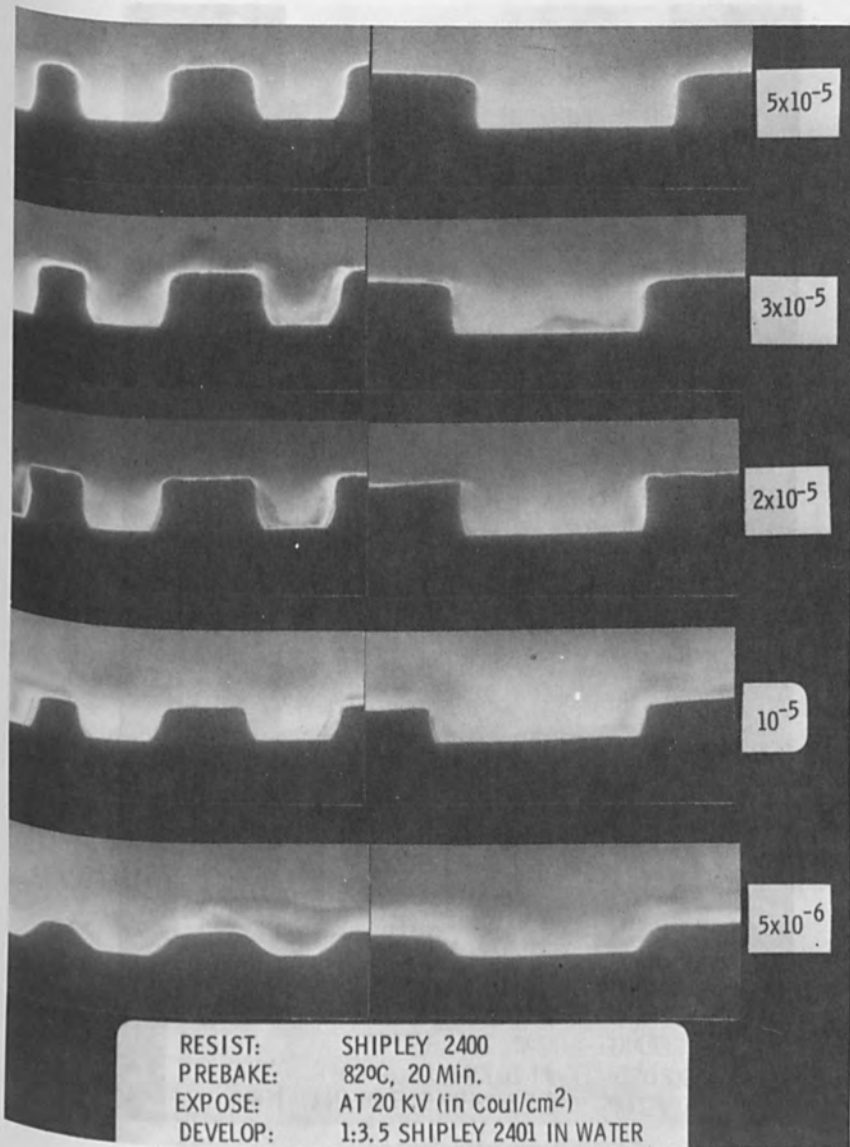 5x10⁻⁵
3x10⁻⁵
2x10⁻⁵
10⁻⁵
5x10⁻⁶
RESIST: SHIPLEY 2400
PREBAKE: 82ºC, 20 Min.
EXPOSE: AT 20 KV (in Coul/cm²)
DEVELOP: 1:3.5 SHIPLEY 2401 IN WATER